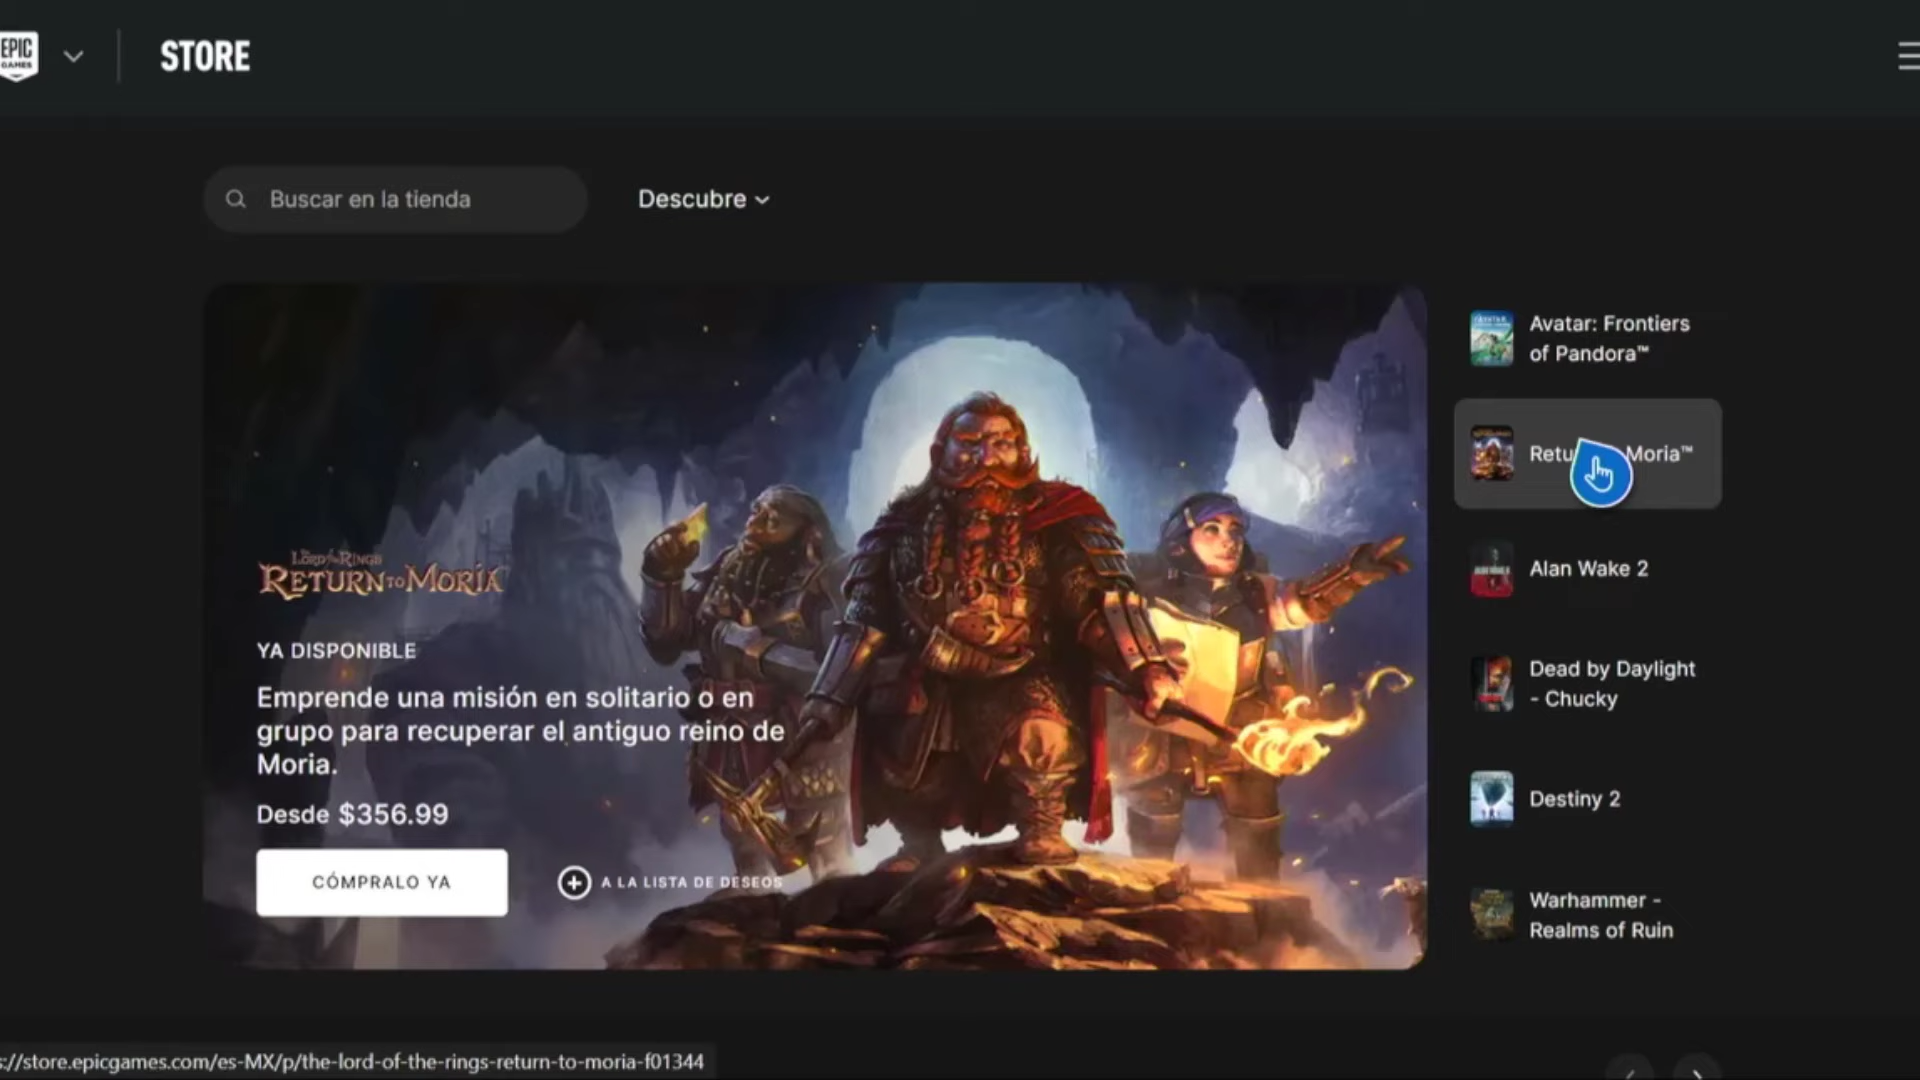 EPIC
GAMES
STORE
Buscar en la tienda
Descubre
THE LORD OF THE RINGS
RETURN TO MORIA
YA DISPONIBLE
Emprende una misión en solitario o en
grupo para recuperar el antiguo reino de
Moria.
Desde $356.99
CÓMPRALO YA
A LA LISTA DE DESEOS
Avatar: Frontiers
of Pandora™
Moria™
Alan Wake 2
Dead by Daylight
- Chucky
Destiny 2
Warhammer -
Realms of Ruin
://store.epicgames.com/es-MX/p/the-lord-of-the-rings-return-to-moria-f01344